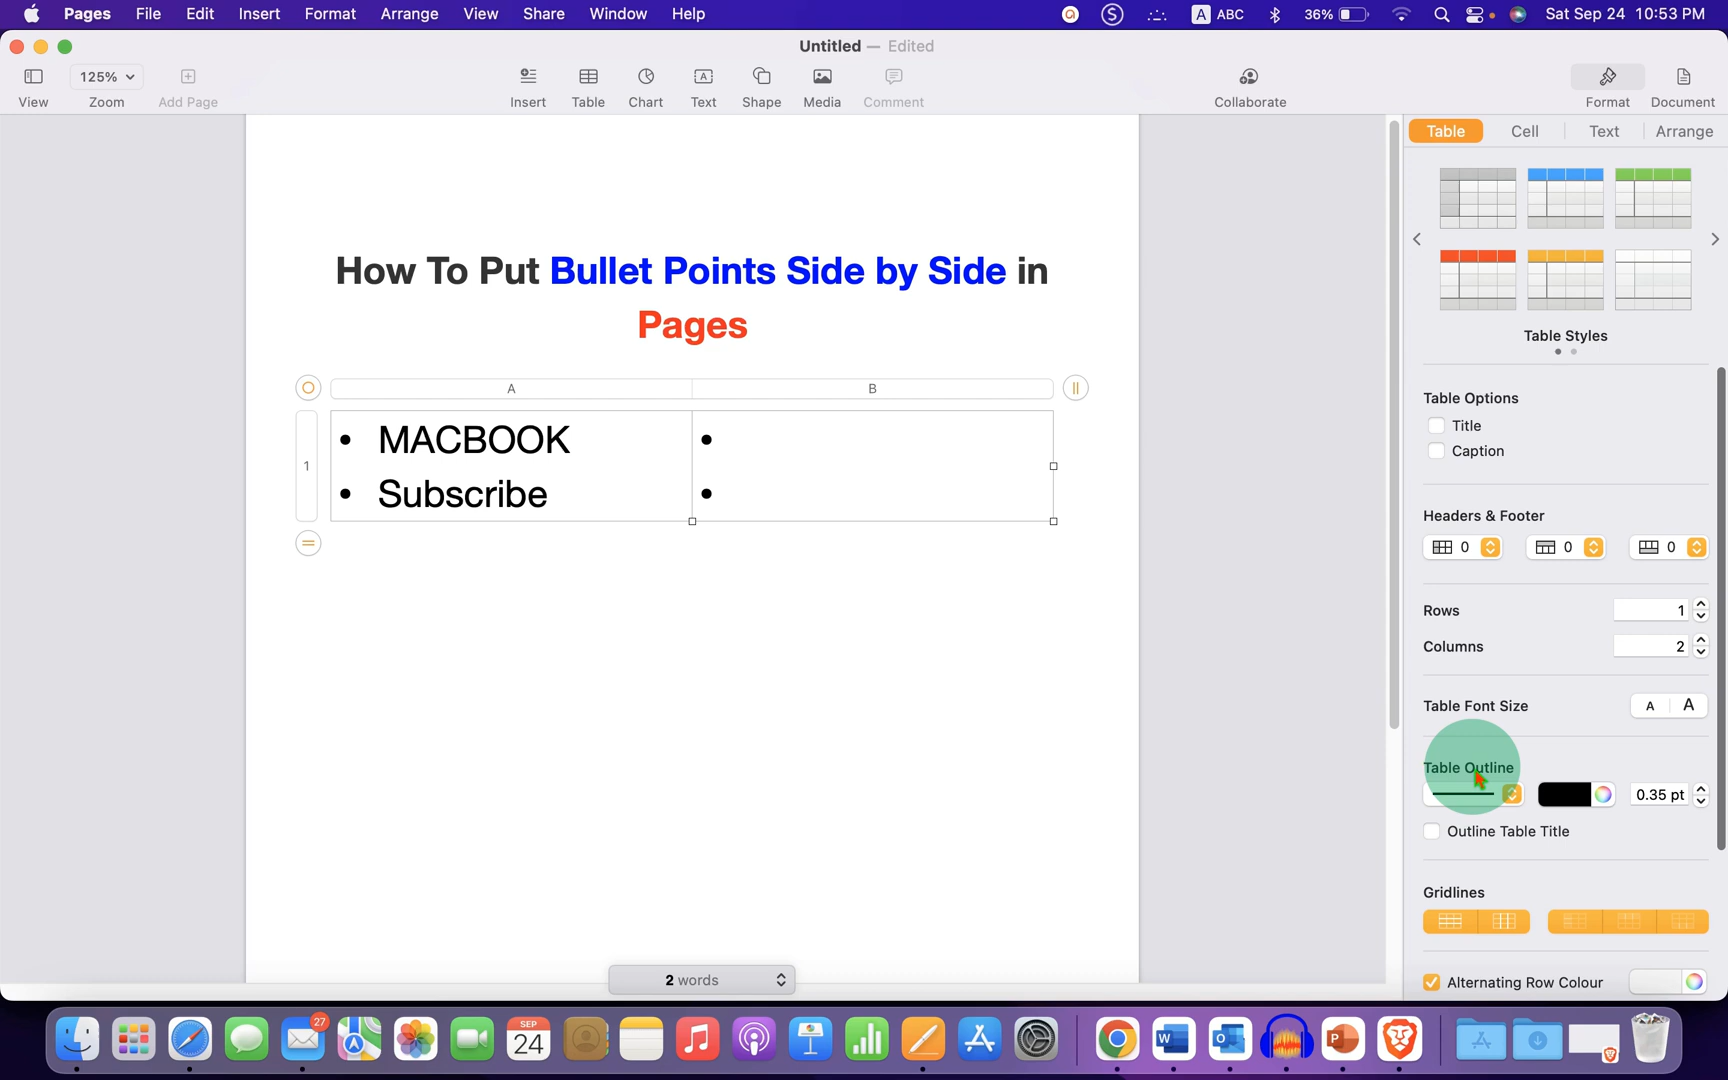 Pages File Edit Insert Format Arrange View Share Window Help
A ABC 36% Sat Sep 24 10:53 PM
Untitled — Edited
125%
View Zoom Add Page Insert Table Chart Text Shape Media Comment Collaborate Format Document
Table Cell Text Arrange
Table Styles
Table Options
Title
Caption
Headers & Footer
0 0 0
Rows 1
Columns 2
Table Font Size A A
Table Outline
0.35 pt
Outline Table Title
Gridlines
Alternating Row Colour
How To Put Bullet Points Side by Side in
Pages
A B
1
• MACBOOK •
• Subscribe •
2 words
27
SEP
24